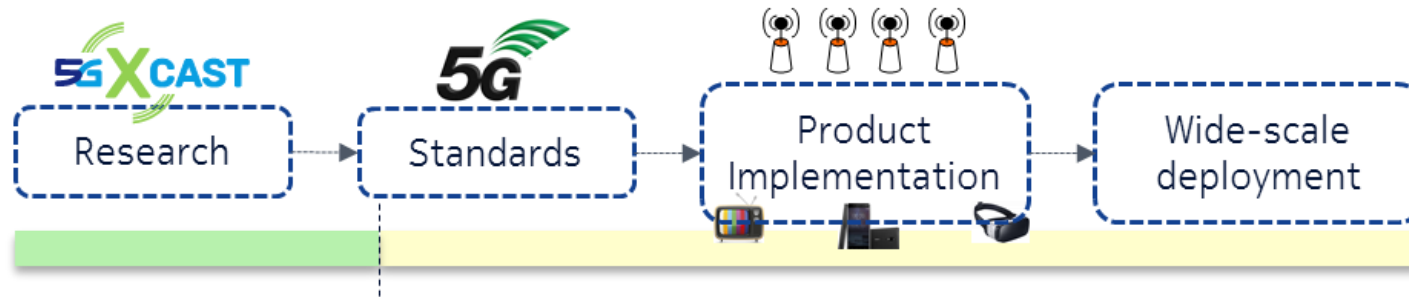 5G XCAST
5G
Research
Standards
Product
Implementation
Wide-scale
deployment